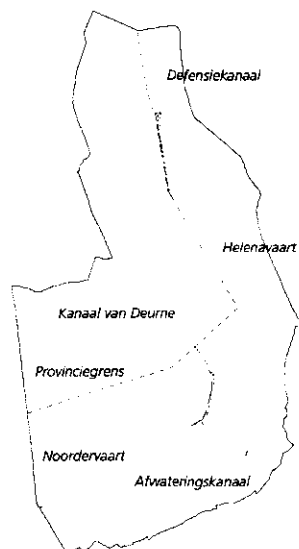 Defensiekanaal
Helenavaart
Kanaal van Deurne
Provinciegrens
Noordervaart
Afwateringskanaal